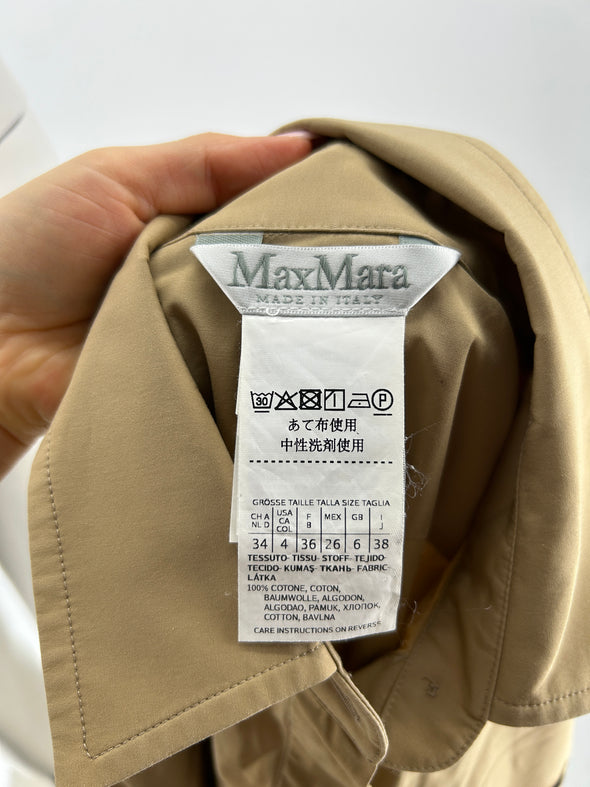 MaxMara
MADE IN ITALY
30 P
あて布使用
中性洗剤使用
GRÖSSE TAILLE TALLA SIZE TAGLIA
CH A NL D USA CA COL F B MEX GB I J
34 4 36 26 6 38
TESSUTO-TISSU-STOFF-TEJIDO-
TECIDO-KUMAŞ-ТКАНЬ-FABRIC-
LÁTKA
100% COTONE, COTON,
BAUMWOLLE, ALGODON,
ALGODAO, PAMUK, ХЛОПОК,
COTTON, BAVLNA
CARE INSTRUCTIONS ON REVERSE